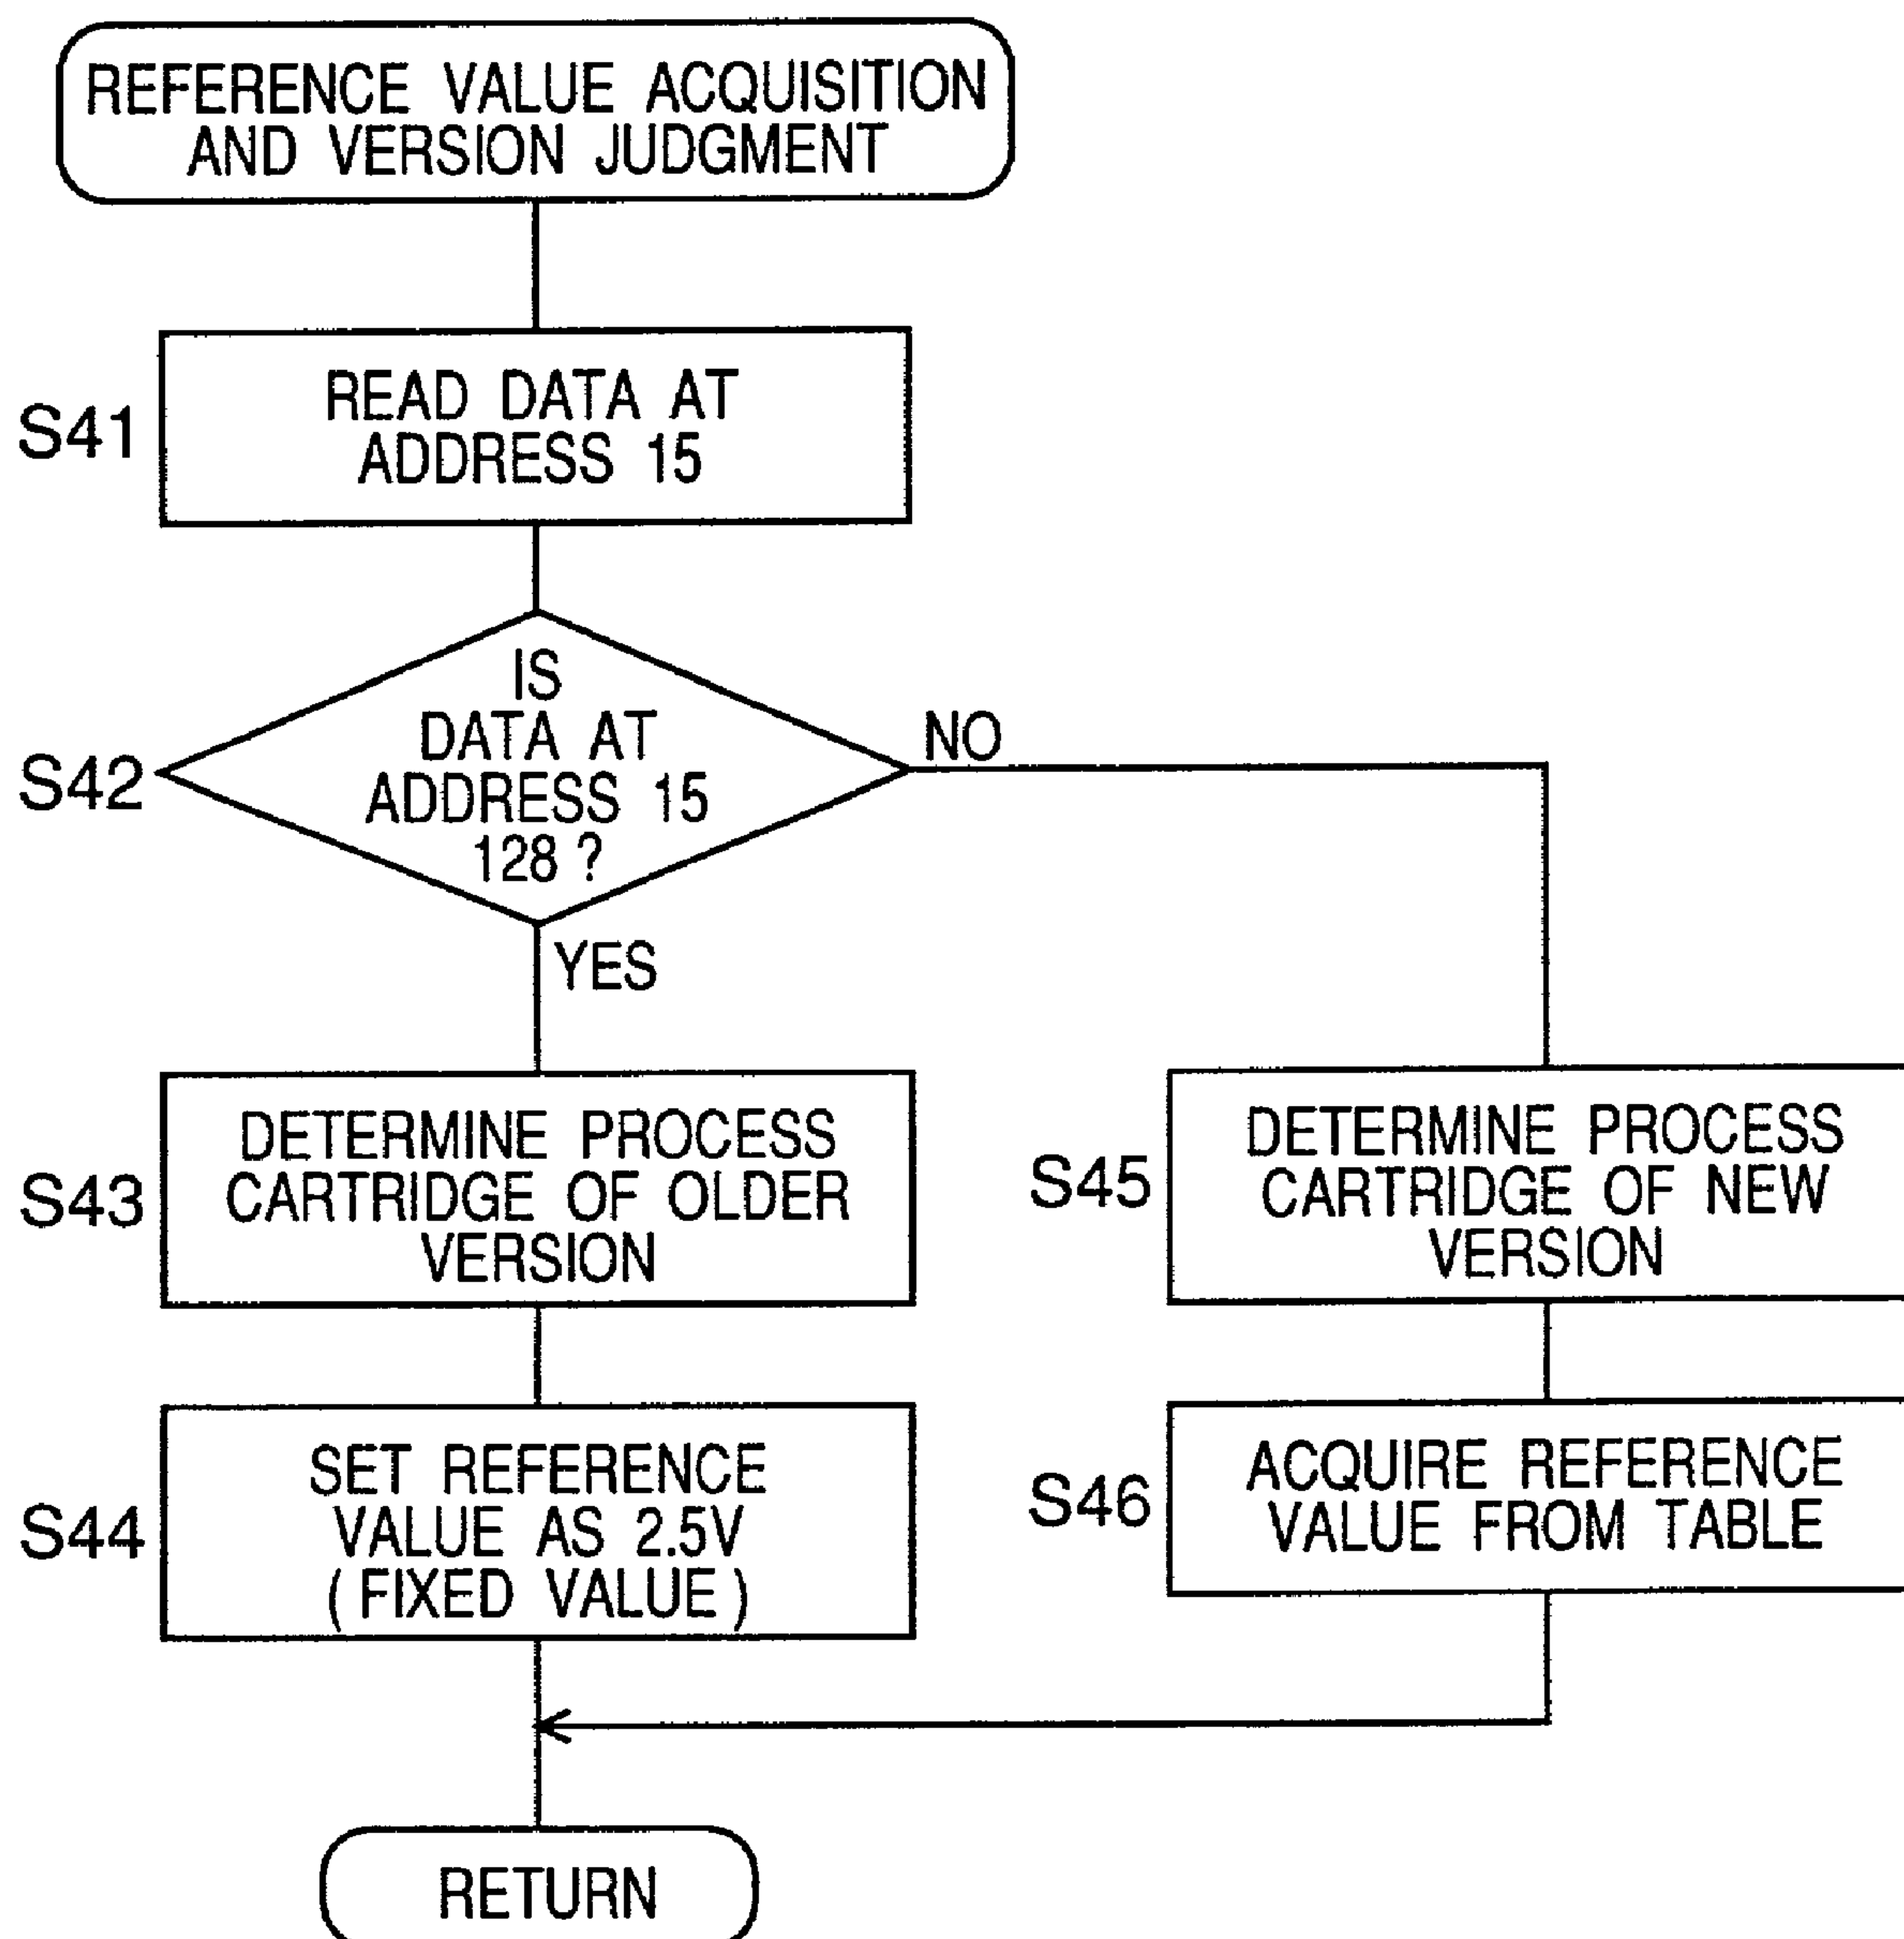 REFERENCE VALUE ACQUISITION
AND VERSION JUDGMENT
S41
READ DATA AT
ADDRESS 15
S42
IS
DATA AT
ADDRESS 15
128 ?
NO
YES
S43
DETERMINE PROCESS
CARTRIDGE OF OLDER
VERSION
S45
DETERMINE PROCESS
CARTRIDGE OF NEW
VERSION
S44
SET REFERENCE
VALUE AS 2.5V
( FIXED VALUE )
S46
ACQUIRE REFERENCE
VALUE FROM TABLE
RETURN